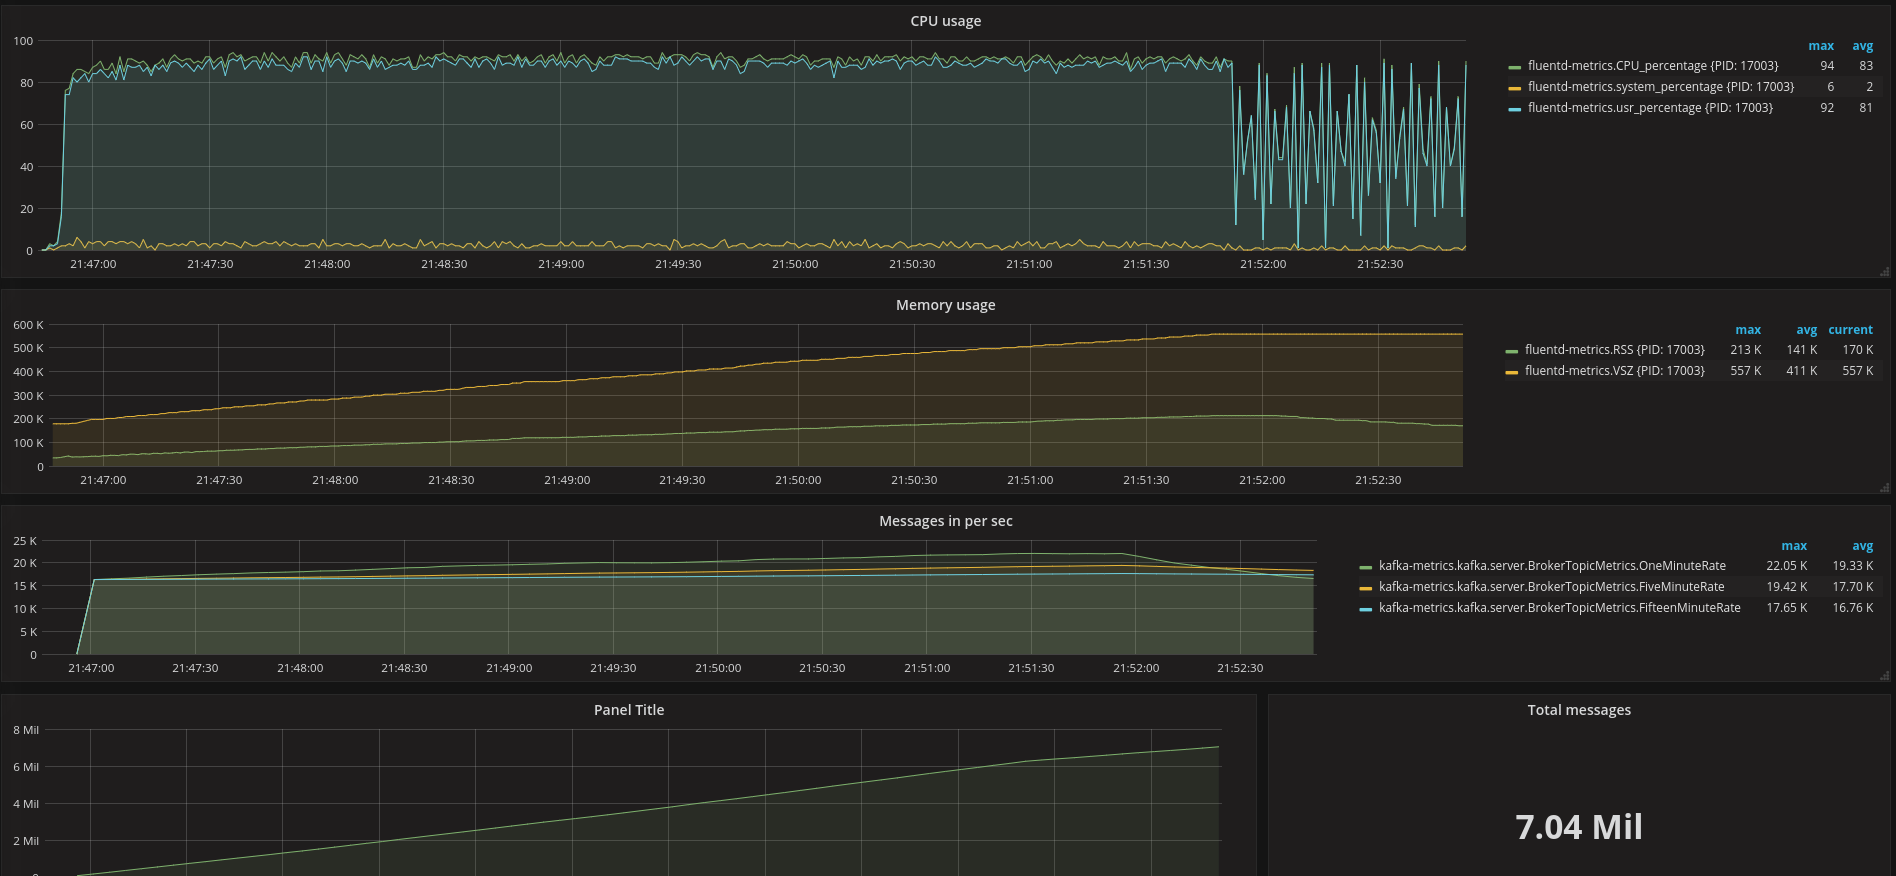 CPU usage
100
80
60
40
20
0
21:47:00 21:47:30 21:48:00 21:48:30 21:49:00 21:49:30 21:50:00 21:50:30 21:51:00 21:51:30 21:52:00 21:52:30
max avg
fluentd-metrics.CPU_percentage {PID: 17003} 94 83
fluentd-metrics.system_percentage {PID: 17003} 6 2
fluentd-metrics.usr_percentage {PID: 17003} 92 81
Memory usage
600 K
500 K
400 K
300 K
200 K
100 K
0
21:47:00 21:47:30 21:48:00 21:48:30 21:49:00 21:49:30 21:50:00 21:50:30 21:51:00 21:51:30 21:52:00 21:52:30
max avg current
fluentd-metrics.RSS {PID: 17003} 213 K 141 K 170 K
fluentd-metrics.VSZ {PID: 17003} 557 K 411 K 557 K
Messages in per sec
25 K
20 K
15 K
10 K
5 K
0
21:47:00 21:47:30 21:48:00 21:48:30 21:49:00 21:49:30 21:50:00 21:50:30 21:51:00 21:51:30 21:52:00 21:52:30
max avg
kafka-metrics.kafka.server.BrokerTopicMetrics.OneMinuteRate 22.05 K 19.33 K
kafka-metrics.kafka.server.BrokerTopicMetrics.FiveMinuteRate 19.42 K 17.70 K
kafka-metrics.kafka.server.BrokerTopicMetrics.FifteenMinuteRate 17.65 K 16.76 K
Panel Title
8 Mil
6 Mil
4 Mil
2 Mil
Total messages
7.04 Mil